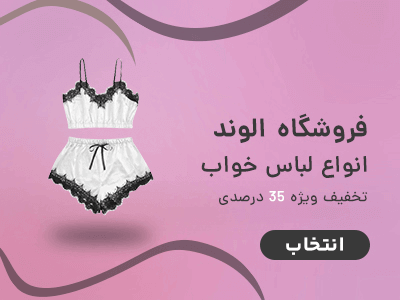 فروشگاه الوند
انواع لباس خواب
تخفیف ویژه 35 درصدی
انتخاب